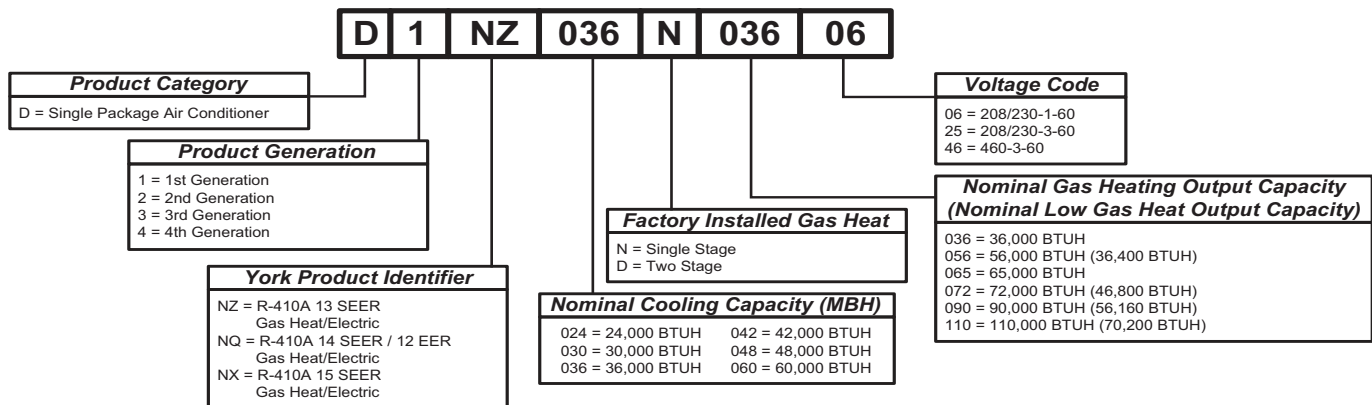 D 1 NZ 036 N 036 06
Product Category
D = Single Package Air Conditioner
Product Generation
1 = 1st Generation
2 = 2nd Generation
3 = 3rd Generation
4 = 4th Generation
York Product Identifier
NZ = R-410A 13 SEER
Gas Heat/Electric
NQ = R-410A 14 SEER / 12 EER
Gas Heat/Electric
NX = R-410A 15 SEER
Gas Heat/Electric
Nominal Cooling Capacity (MBH)
024 = 24,000 BTUH 042 = 42,000 BTUH
030 = 30,000 BTUH 048 = 48,000 BTUH
036 = 36,000 BTUH 060 = 60,000 BTUH
Factory Installed Gas Heat
N = Single Stage
D = Two Stage
Nominal Gas Heating Output Capacity
(Nominal Low Gas Heat Output Capacity)
036 = 36,000 BTUH
056 = 56,000 BTUH (36,400 BTUH)
065 = 65,000 BTUH
072 = 72,000 BTUH (46,800 BTUH)
090 = 90,000 BTUH (56,160 BTUH)
110 = 110,000 BTUH (70,200 BTUH)
Voltage Code
06 = 208/230-1-60
25 = 208/230-3-60
46 = 460-3-60